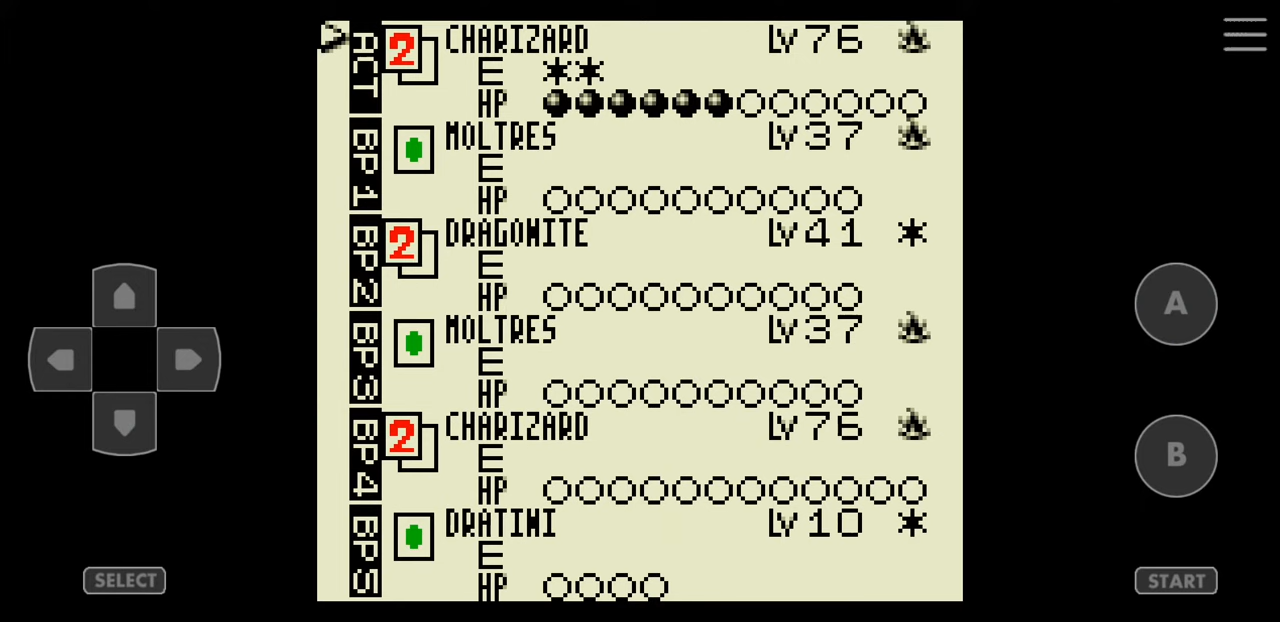 ACT 2 CHARIZARD Lv76
E
HP
BP1 MOLTRES Lv37
E
HP
BP2 2 DRAGONITE Lv41
E
HP
BP3 MOLTRES Lv37
E
HP
BP4 2 CHARIZARD Lv76
E
HP
BP5 DRATINI Lv10
E
HP
A
B
SELECT
START